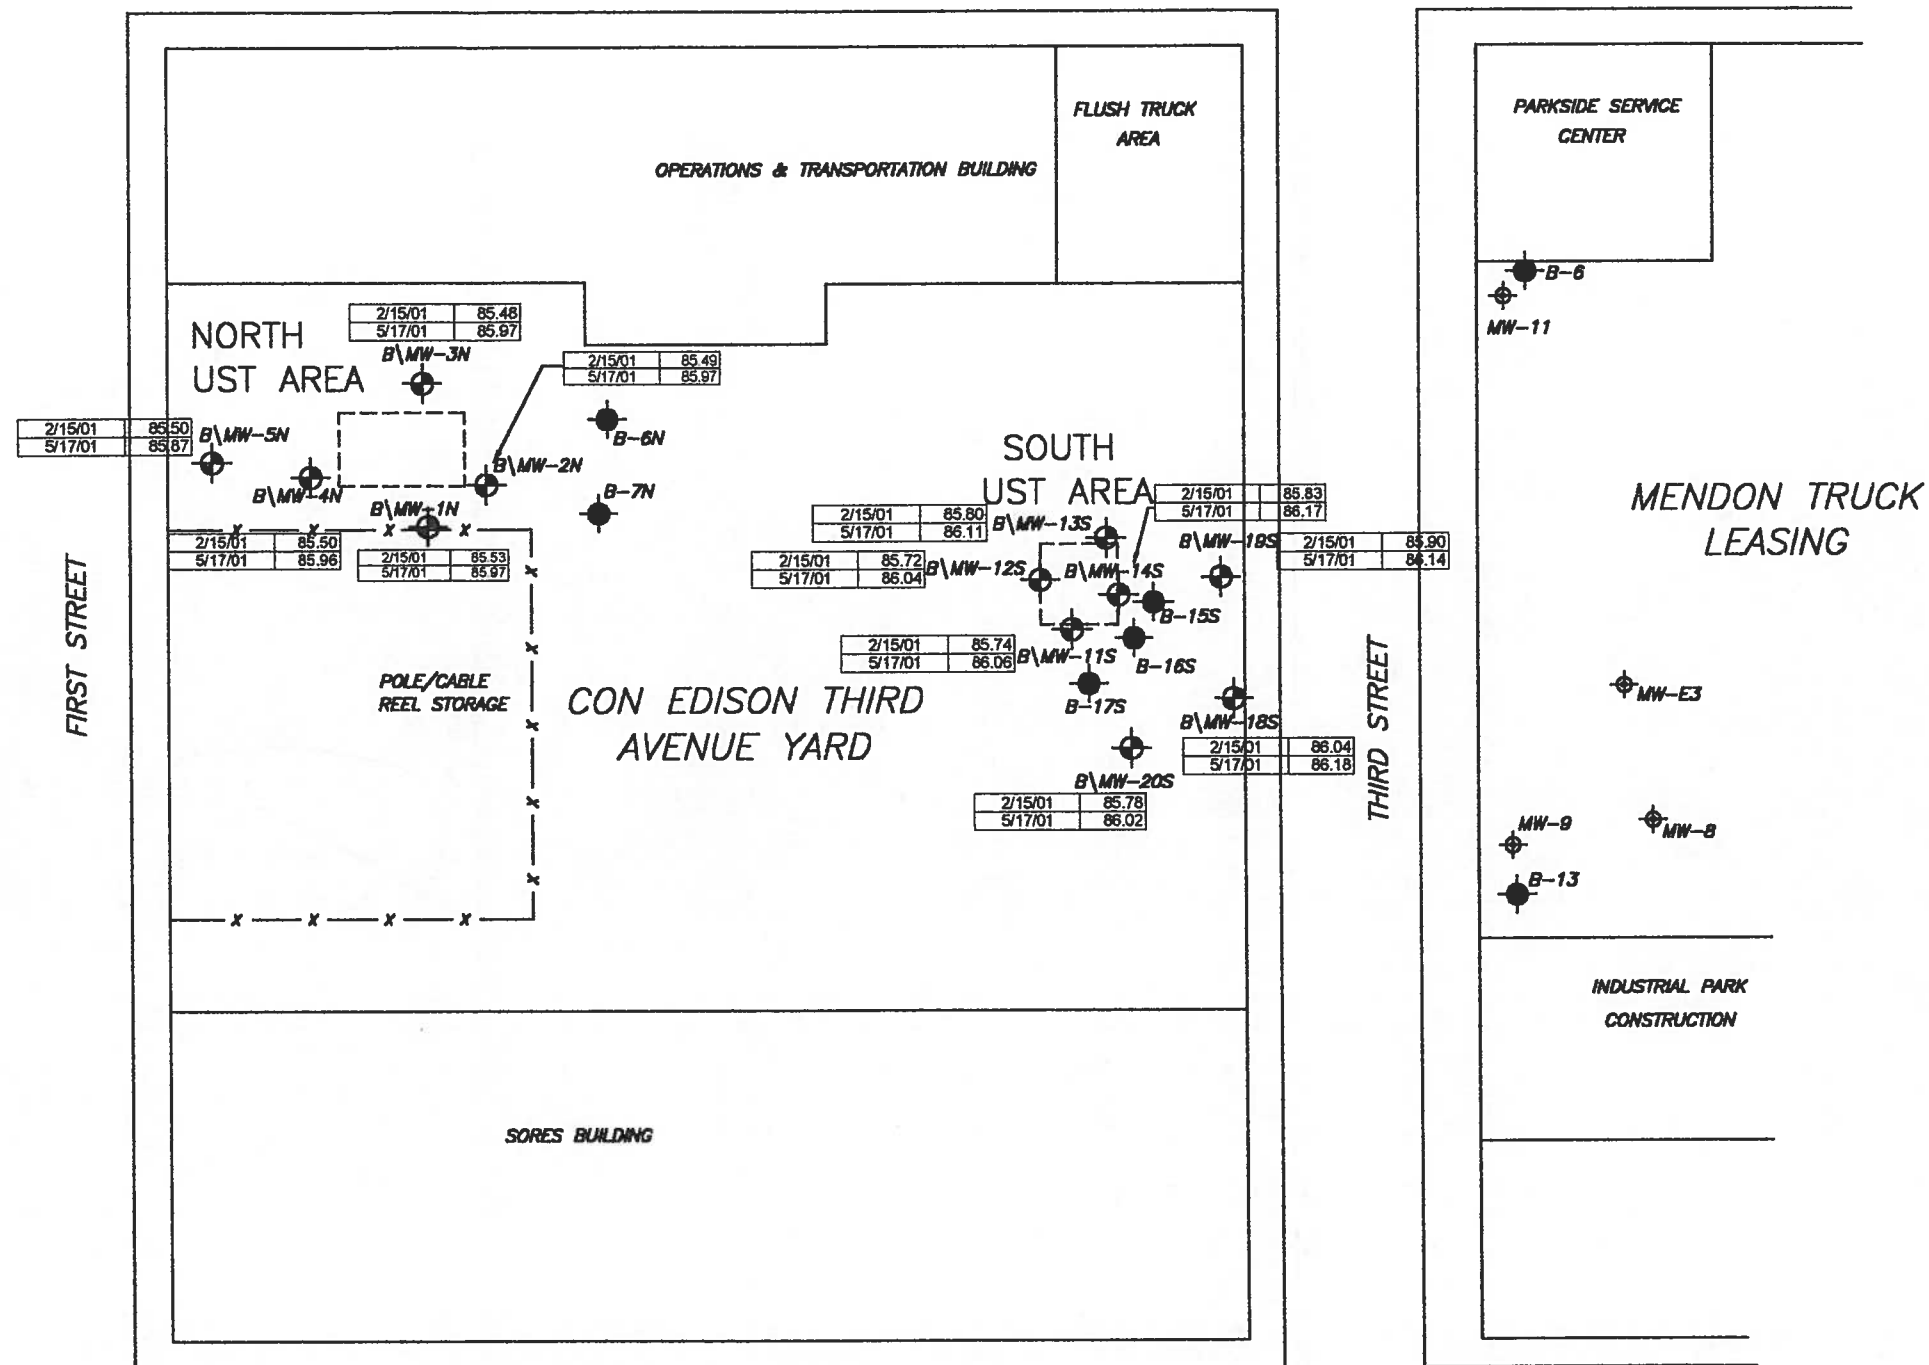 FLUSH TRUCK
AREA
PARKSIDE SERVICE
CENTER
OPERATIONS & TRANSPORTATION BUILDING
B-6
MW-11
NORTH
UST AREA
2/15/01 85.48
5/17/01 85.97
B\MW-3N
2/15/01 85.49
5/17/01 85.97
2/15/01 85.50
5/17/01 85.87
B\MW-5N
B-6N
B\MW-2N
B\MW-4N
B-7N
B\MW-1N
2/15/01 85.50
5/17/01 85.96
2/15/01 85.53
5/17/01 85.97
SOUTH
UST AREA
2/15/01 85.83
5/17/01 86.17
2/15/01 85.80
5/17/01 86.11
B\MW-13S
B\MW-19S
2/15/01 85.90
5/17/01 86.14
2/15/01 85.72
5/17/01 86.04
B\MW-12S
B\MW-14S
B-15S
2/15/01 85.74
5/17/01 86.06
B\MW-11S
B-16S
B-17S
B\MW-18S
2/15/01 86.04
5/17/01 86.18
B\MW-20S
2/15/01 85.78
5/17/01 86.02
MENDON TRUCK
LEASING
FIRST STREET
POLE/CABLE
REEL STORAGE
CON EDISON THIRD
AVENUE YARD
THIRD STREET
MW-E3
MW-9
MW-8
B-13
INDUSTRIAL PARK
CONSTRUCTION
SORES BUILDING